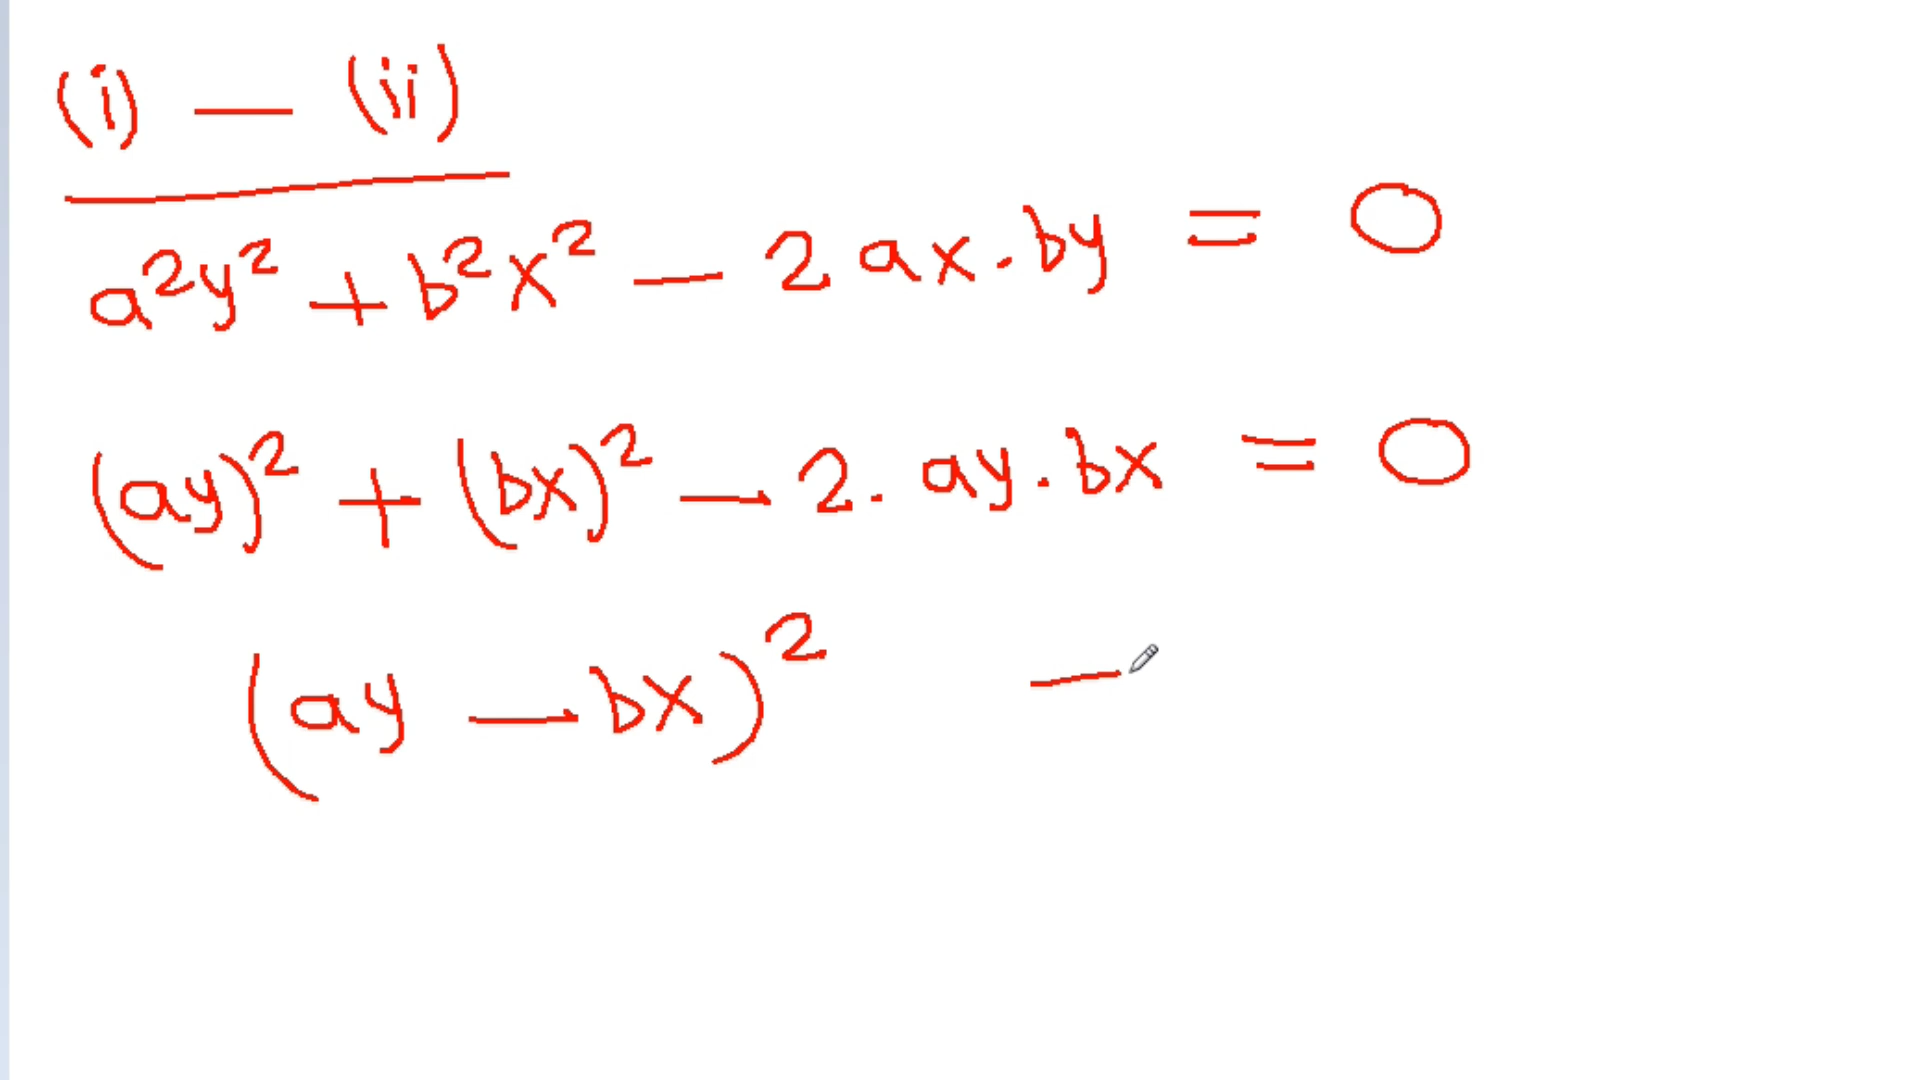 (i) — (ii)
a²y² + b²x² — 2ax·by = 0
(ay)² + (bx)² — 2·ay·bx = 0
(ay — bx)² —